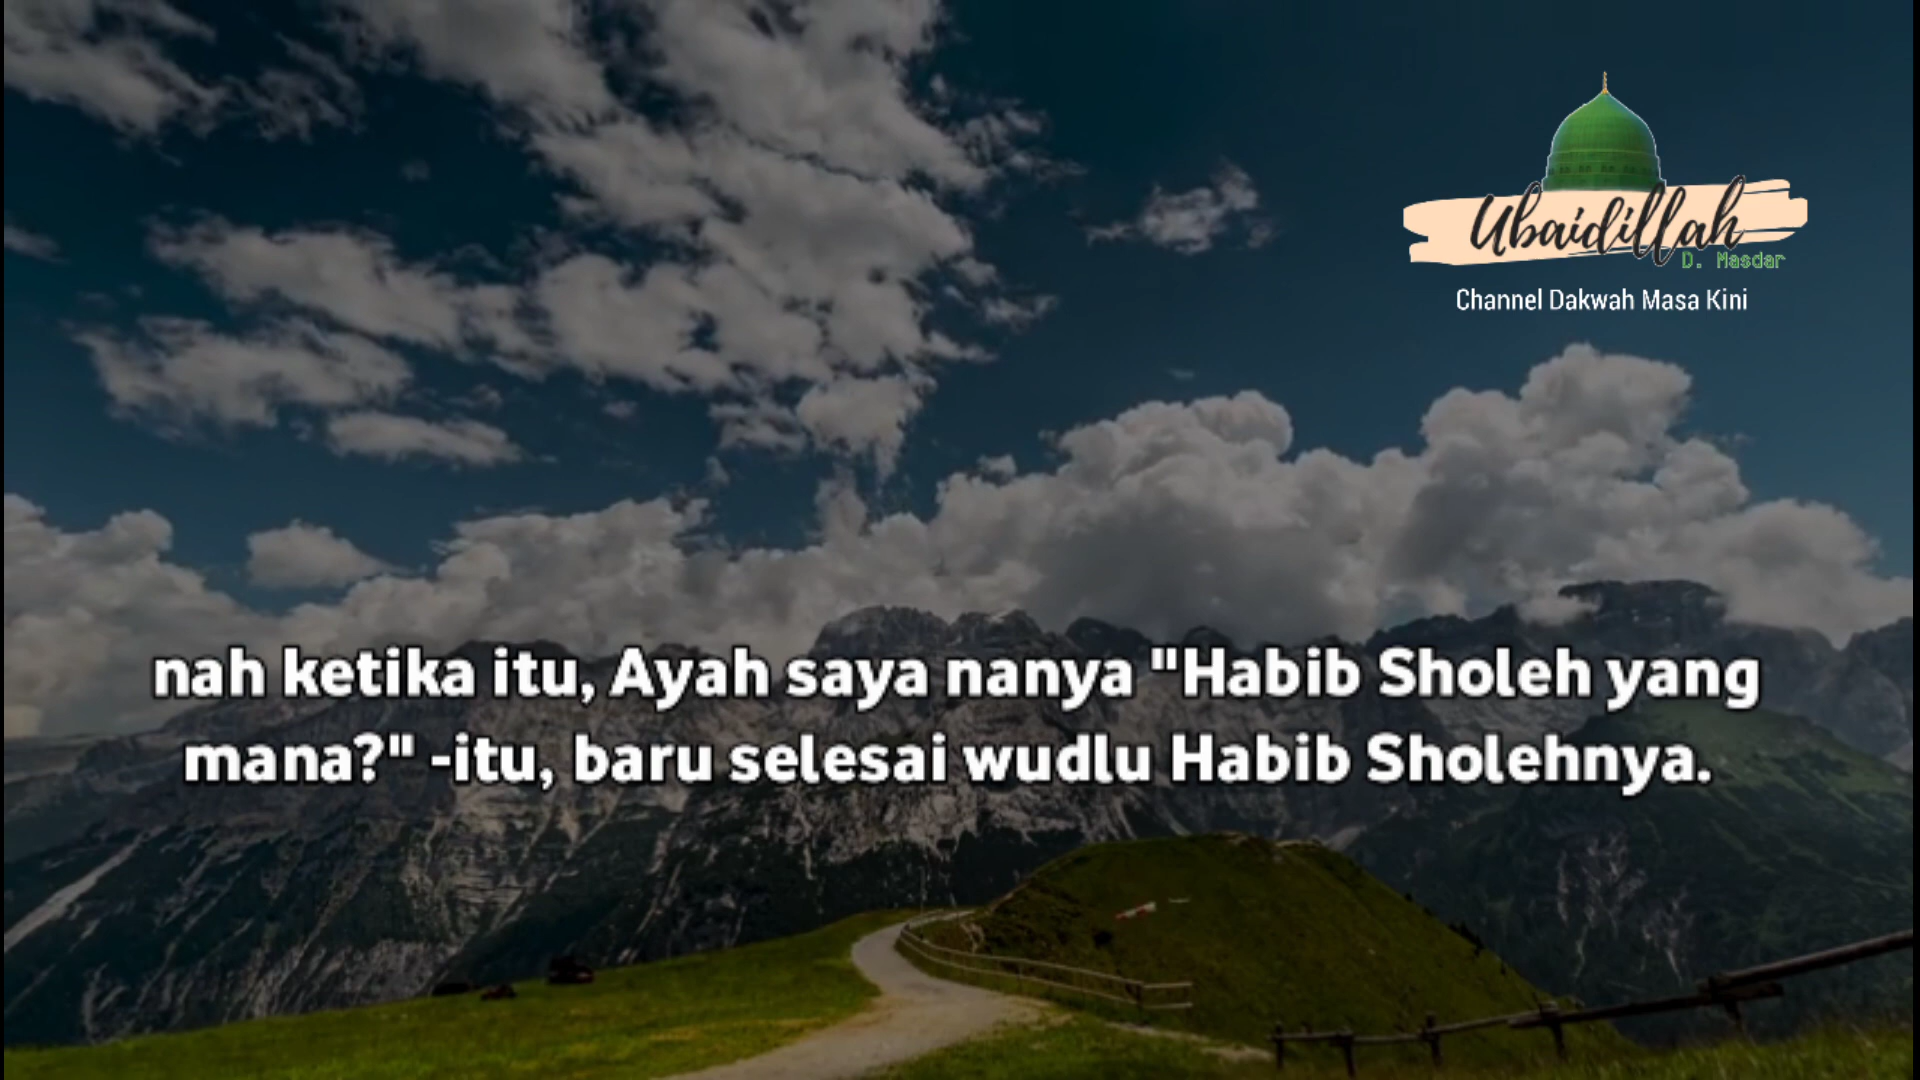 Ubaidillah
D. Masdar
Channel Dakwah Masa Kini
nah ketika itu, Ayah saya nanya "Habib Sholeh yang
mana?" -itu, baru selesai wudlu Habib Sholehnya.